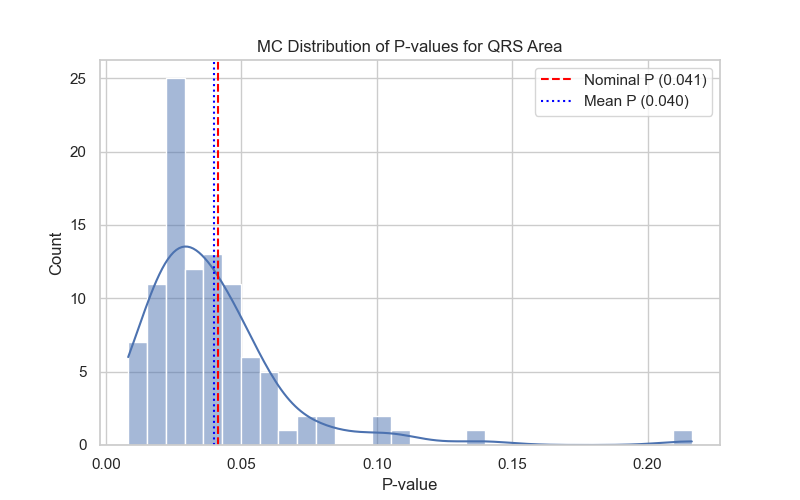 MC Distribution of P-values for QRS Area
Nominal P (0.041)
Mean P (0.040)
Count
25
20
15
10
5
0
0.00
0.05
0.10
0.15
0.20
P-value